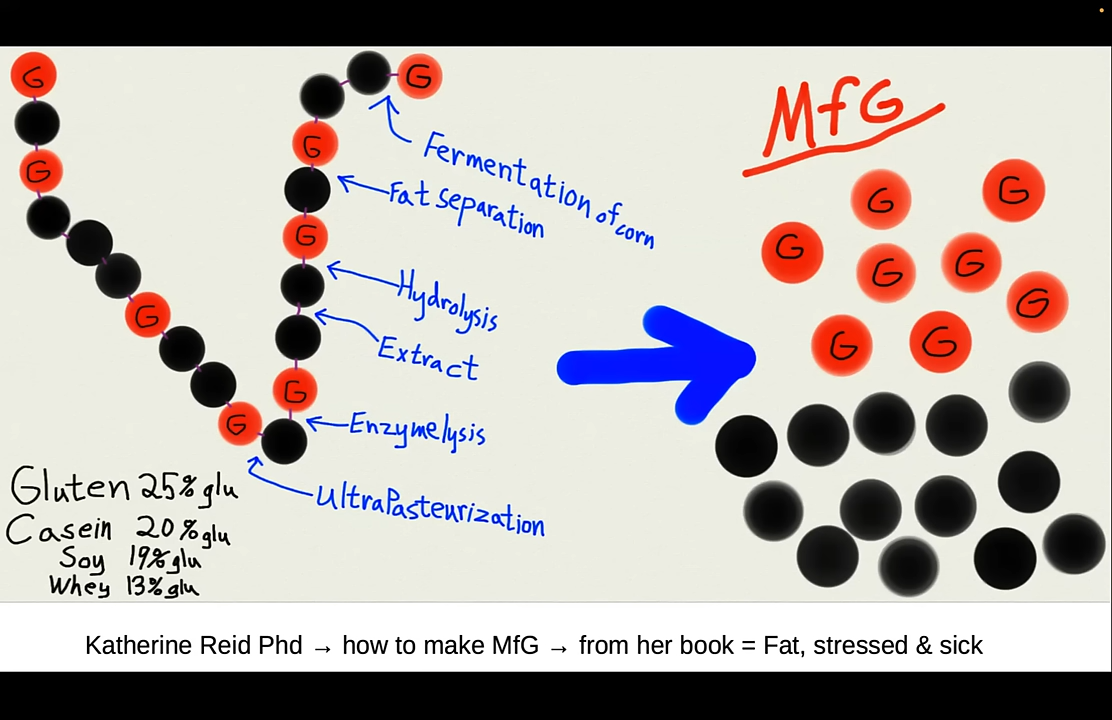 G
G
G
G
G
G
G
G
Fermentation of corn
Fat separation
Hydrolysis
Extract
Enzymelysis
UltraPasteurization
Gluten 25% glu
Casein 20% glu
Soy 19% glu
Whey 13% glu
MfG
G
G
G
G
G
G
G
G
Katherine Reid Phd → how to make MfG → from her book = Fat, stressed & sick